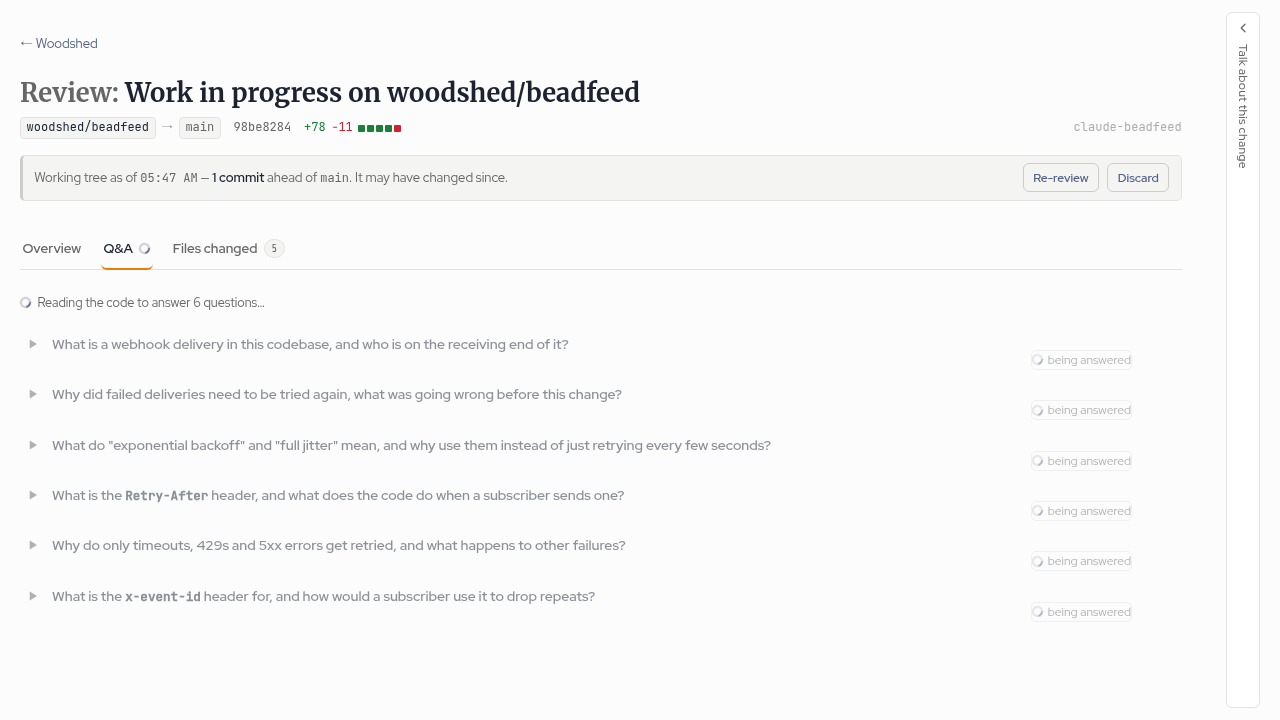 ← Woodshed
Review: Work in progress on woodshed/beadfeed
woodshed/beadfeed → main 98be8284 +78 -11 claude-beadfeed
Working tree as of 05:47 AM — 1 commit ahead of main. It may have changed since. Re-review Discard
Overview Q&A Files changed 5
Reading the code to answer 6 questions…
What is a webhook delivery in this codebase, and who is on the receiving end of it?
being answered
Why did failed deliveries need to be tried again, what was going wrong before this change?
being answered
What do "exponential backoff" and "full jitter" mean, and why use them instead of just retrying every few seconds?
being answered
What is the Retry-After header, and what does the code do when a subscriber sends one?
being answered
Why do only timeouts, 429s and 5xx errors get retried, and what happens to other failures?
being answered
What is the x-event-id header for, and how would a subscriber use it to drop repeats?
being answered
Talk about this change